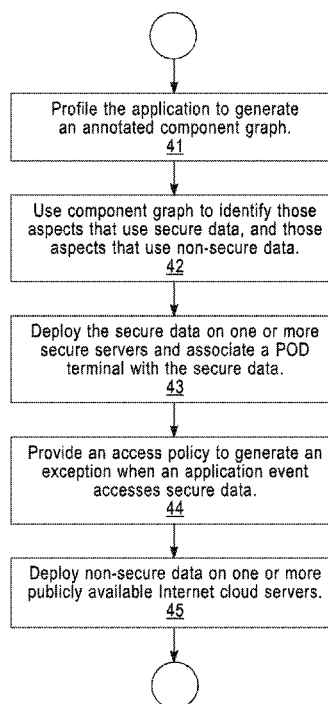 Profile the application to generate
an annotated component graph.
41
Use component graph to identify those
aspects that use secure data, and those
aspects that use non-secure data.
42
Deploy the secure data on one or more
secure servers and associate a POD
terminal with the secure data.
43
Provide an access policy to generate an
exception when an application event
accesses secure data.
44
Deploy non-secure data on one or more
publicly available Internet cloud servers.
45